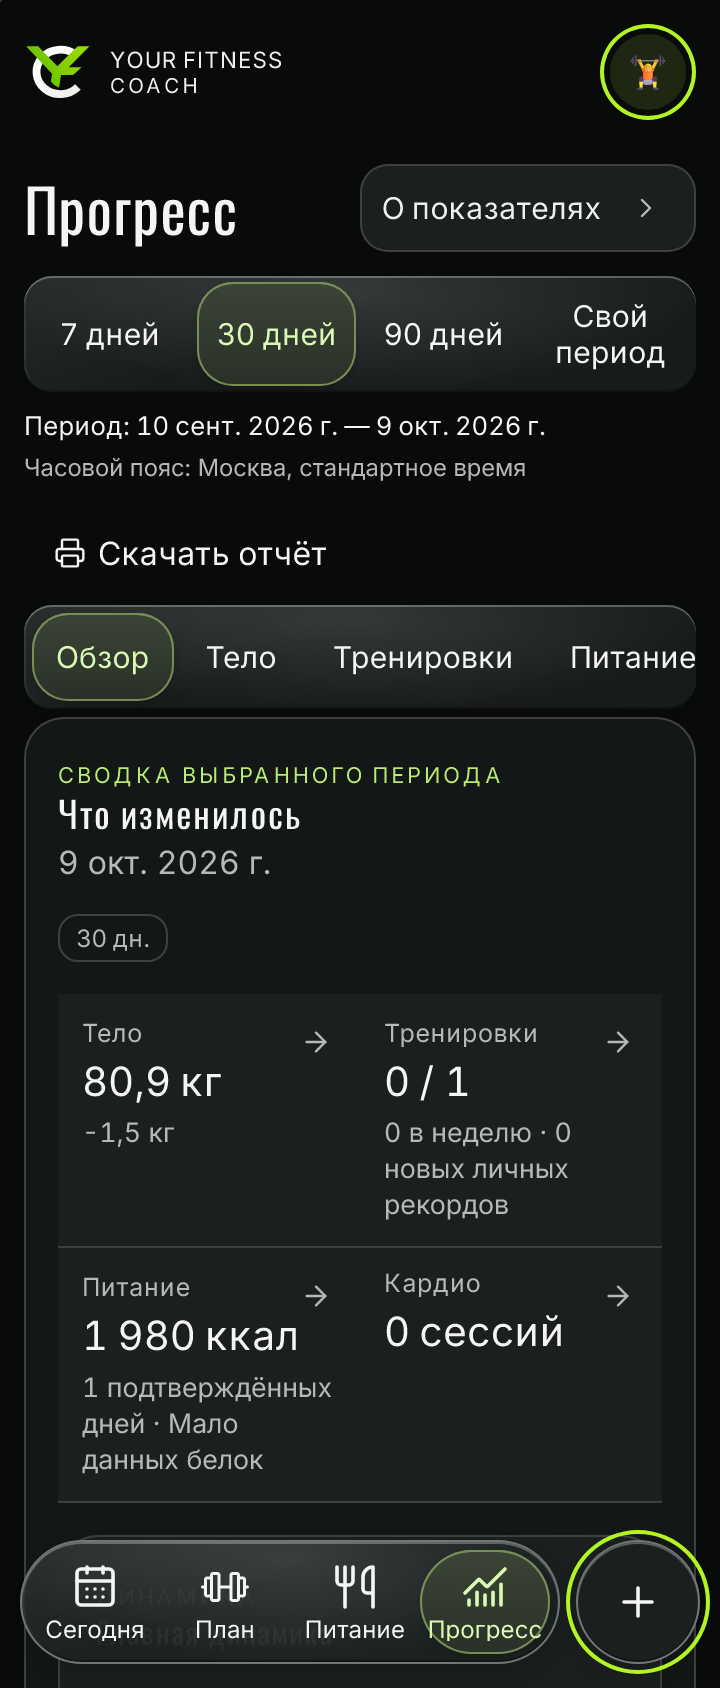 YOUR FITNESS
COACH
Прогресс
О показателях
7 дней
30 дней
90 дней
Свой
период
Период: 10 сент. 2026 г. — 9 окт. 2026 г.
Часовой пояс: Москва, стандартное время
Скачать отчёт
Обзор
Тело
Тренировки
Питание
СВОДКА ВЫБРАННОГО ПЕРИОДА
Что изменилось
9 окт. 2026 г.
30 дн.
Тело
80,9 кг
-1,5 кг
Тренировки
0 / 1
0 в неделю · 0
новых личных
рекордов
Питание
1 980 ккал
1 подтверждённых
дней · Мало
данных белок
Кардио
0 сессий
Сегодня
План
Питание
Прогресс